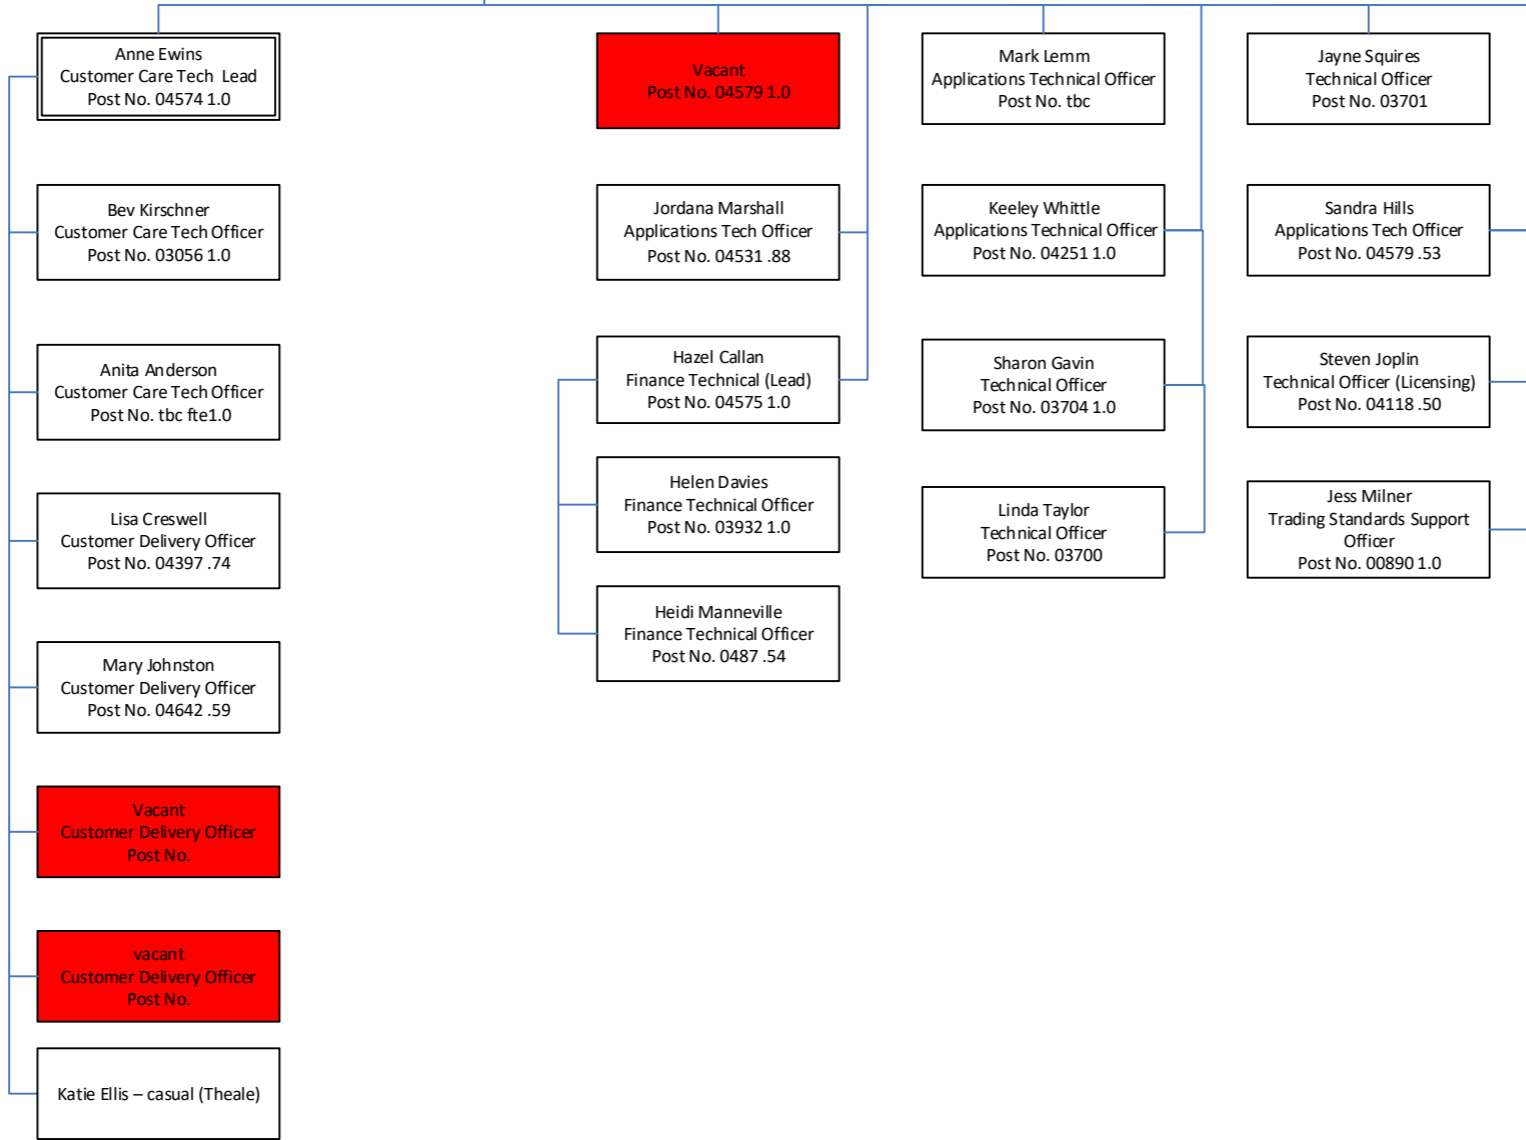 Anne Ewins
Customer Care Tech Lead
Post No. 04574 1.0
Bev Kirschner
Customer Care Tech Officer
Post No. 03056 1.0
Anita Anderson
Customer Care Tech Officer
Post No. tbc fte1.0
Lisa Creswell
Customer Delivery Officer
Post No. 04397 .74
Mary Johnston
Customer Delivery Officer
Post No. 04642 .59
Vacant
Customer Delivery Officer
Post No.
vacant
Customer Delivery Officer
Post No.
Katie Ellis – casual (Theale)
Vacant
Post No. 04579 1.0
Jordana Marshall
Applications Tech Officer
Post No. 04531 .88
Hazel Callan
Finance Technical (Lead)
Post No. 04575 1.0
Helen Davies
Finance Technical Officer
Post No. 03932 1.0
Heidi Manneville
Finance Technical Officer
Post No. 0487 .54
Mark Lemm
Applications Technical Officer
Post No. tbc
Keeley Whittle
Applications Technical Officer
Post No. 04251 1.0
Sharon Gavin
Technical Officer
Post No. 03704 1.0
Linda Taylor
Technical Officer
Post No. 03700
Jayne Squires
Technical Officer
Post No. 03701
Sandra Hills
Applications Tech Officer
Post No. 04579 .53
Steven Joplin
Technical Officer (Licensing)
Post No. 04118 .50
Jess Milner
Trading Standards Support
Officer
Post No. 00890 1.0